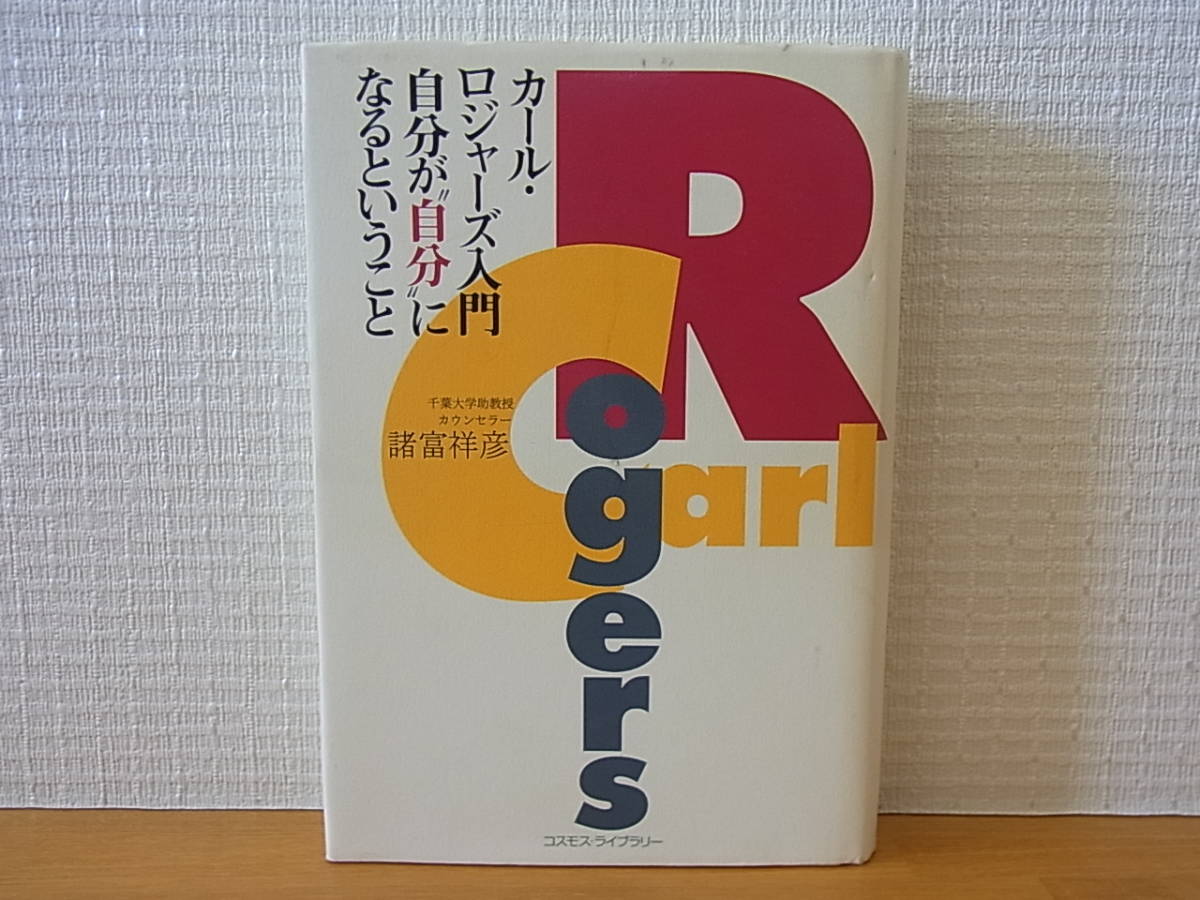 カール・
ロジャーズ入門
自分が〝自分〟に
なるということ
千葉大学助教授
カウンセラー
諸富祥彦
Rogers
Carl
コスモス・ライブラリー